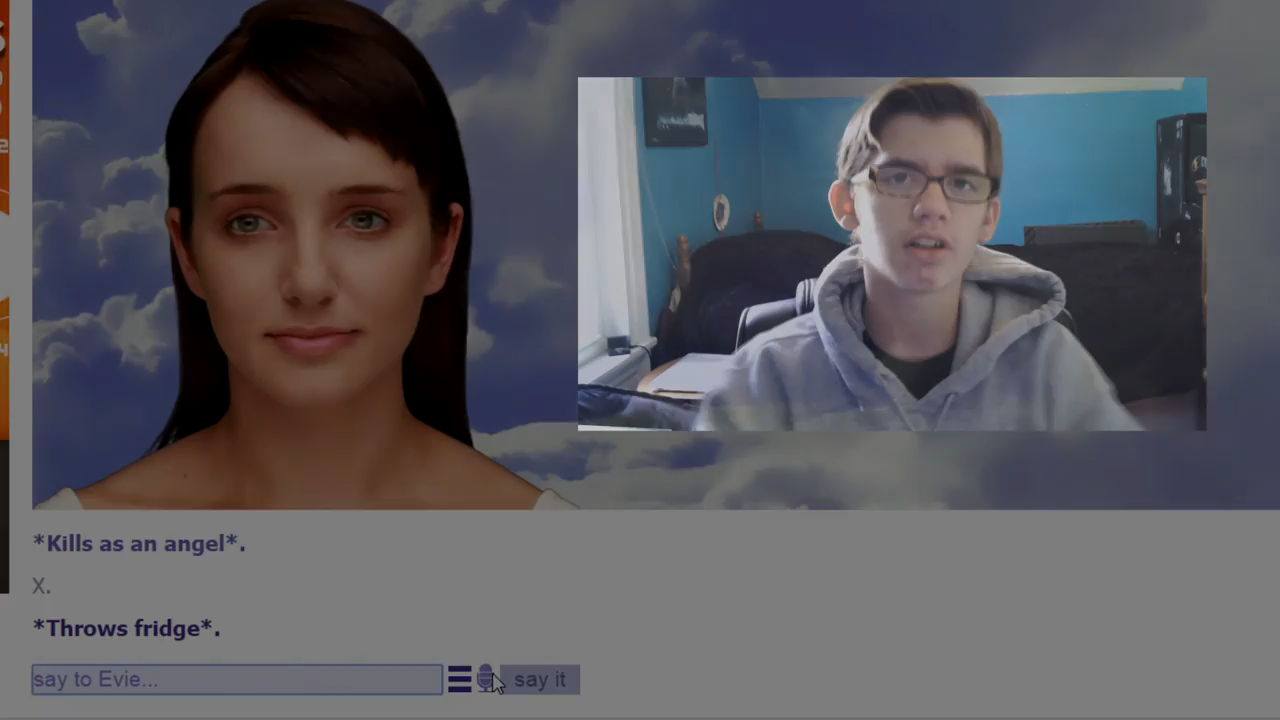 *Kills as an angel*.
X.
*Throws fridge*.
say to Evie...
say it